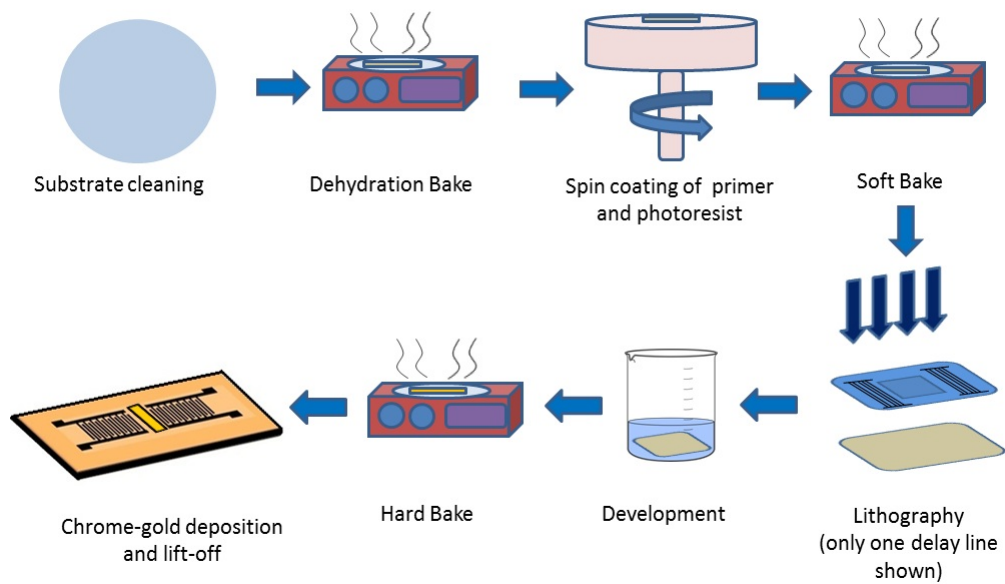 Substrate cleaning
Dehydration Bake
Spin coating of primer
and photoresist
Soft Bake
Lithography
(only one delay line
shown)
Development
Hard Bake
Chrome-gold deposition
and lift-off